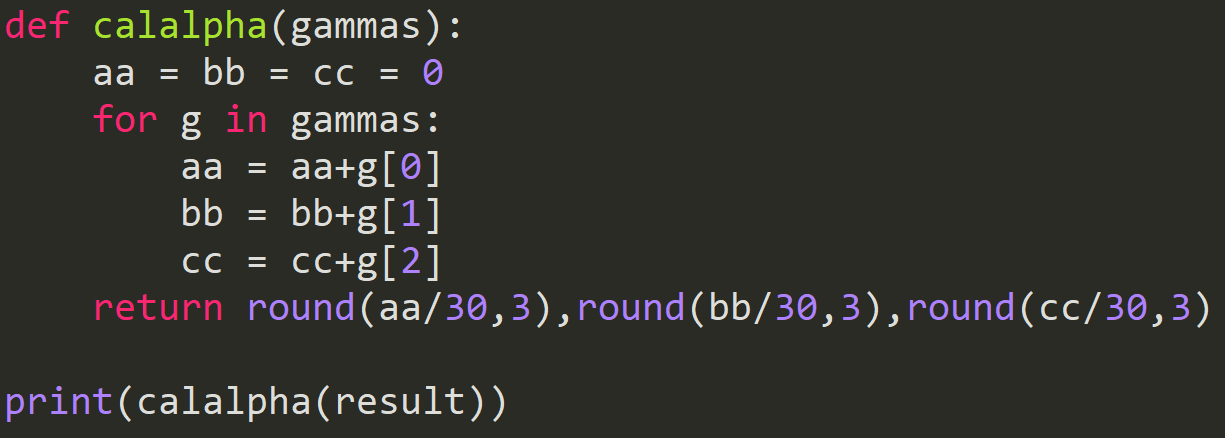 def calalpha(gammas):
    aa = bb = cc = 0
    for g in gammas:
        aa = aa+g[0]
        bb = bb+g[1]
        cc = cc+g[2]
    return round(aa/30,3),round(bb/30,3),round(cc/30,3)

print(calalpha(result))